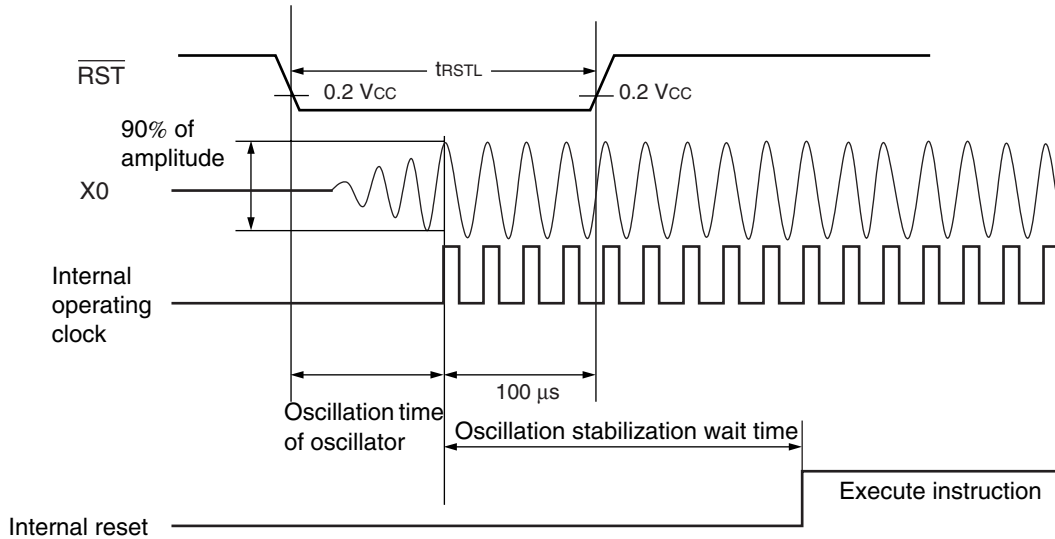 RST
tRSTL
0.2 VCC
0.2 VCC
90% of
amplitude
X0
Internal
operating
clock
100 μs
Oscillation time
of oscillator
Oscillation stabilization wait time
Execute instruction
Internal reset